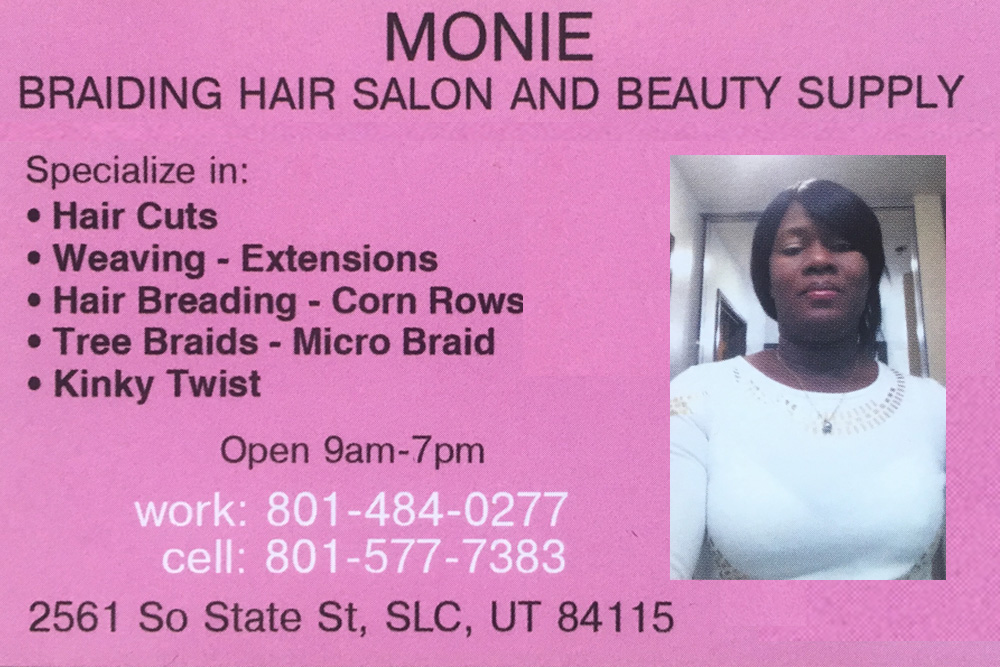 MONIE
BRAIDING HAIR SALON AND BEAUTY SUPPLY
Specialize in:
• Hair Cuts
• Weaving - Extensions
• Hair Breading - Corn Rows
• Tree Braids - Micro Braid
• Kinky Twist
Open 9am-7pm
work: 801-484-0277
cell: 801-577-7383
2561 So State St, SLC, UT 84115